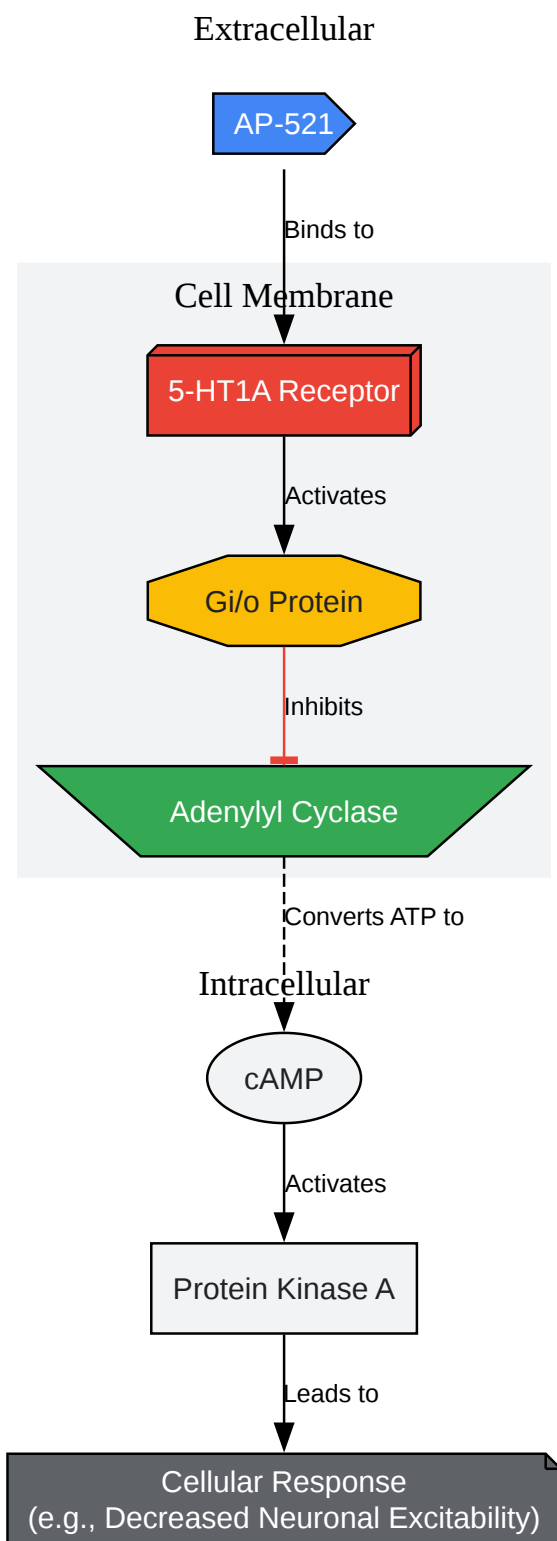 Extracellular
AP-521
Binds to
Cell Membrane
5-HT1A Receptor
Activates
Gi/o Protein
Inhibits
Adenylyl Cyclase
Converts ATP to
Intracellular
cAMP
Activates
Protein Kinase A
Leads to
Cellular Response
(e.g., Decreased Neuronal Excitability)